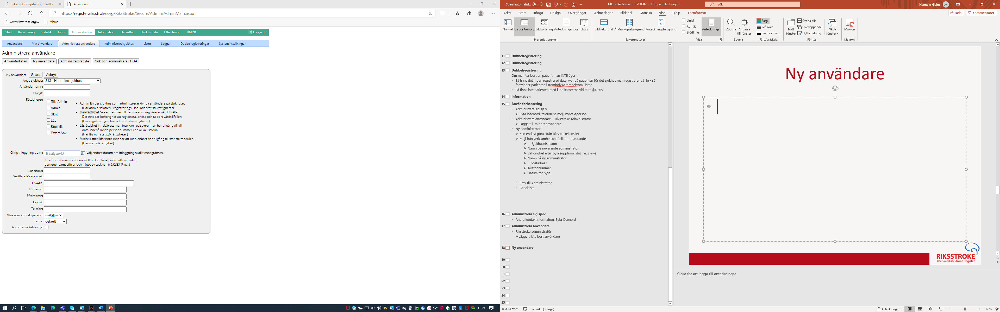 Riksstroke registreringsplattform
Användare
https://register.riksstroke.org/RiksStroke/Secure/Admin/AdminMain.aspx
www.riksstroke.org/...
Visma
Start Registrering Statistik Listor Administration Information Datauttag Strukturdata Filhantering TIMING Logga ut
Användare Min användare Administrera användare Administrera sjukhus Listor Loggar Dubbelregistreringar Systeminställningar
Administrera användare
Användarlistan Ny användare Administratörsbyte Sök och administrera i HSA
Ny användare Spara Avbryt
Ange sjukhus: 818 - Hanneles sjukhus
Användarnamn:
Övrigt:
Rättigheter:
RiksAdmin
Admin
Skriv
Läs
Statistik
ExternAnv
• Admin En per sjukhus som administrerar övriga användare på sjukhuset.
(Har administratörs-, registrerings-, läs- och statistikrättigheter)
• Skrivrättighet Ska endast ges till den/de som registrerar vårdtillfällen.
Det innebär behörighet att registrera, ändra och ta bort vårdtillfällen.
(Har registrerings-, läs- och statistikrättigheter)
• Läsrättighet innebär att man inte kan registrera men har tillgång till all
data innehållande personnummer i de olika listorna.
(Har läs och statistikrättigheter)
• Statistik med lösenord innebär att man enbart har tillgång till statistikmodulen.
(Har statistikrättighet)
Giltig inloggning t.o.m: Ej obligatorisk Välj endast datum om inloggning skall tidsbegränsas.
Lösenordet måste vara minst 8 tecken långt, innehålla versaler,
gemener samt siffror och något av tecknen (/&%$£#@!:;.,_)
Lösenord:
Verifiera lösenordet:
HSA-ID:
Förnamn:
Efternamn:
E-post:
Telefon:
Visa som kontaktperson: ---Välj---
Tema: default
Automatisk tabbning:
11:59
Spara automatiskt
Utkast Webbinarium 200902 - Kompatibilitetsläge
Sök
Hannele Hjelm
Arkiv Start Infoga Design Övergångar Animeringar Bildspel Granska Visa Hjälp Formformat
Dela Kommentarer
Normal Dispositionsvy Bildsortering Anteckningssidor Läsvy
Presentationsvyer
Bildbakgrund Åhörarkopiebakgrund Anteckningsbakgrund
Bakgrundsvyer
Linjal
Rutnät
Stödlinjer
Anteckningar
Visa
Zooma Anpassa till fönster
Zooma
Färg
Gråskala
Svart och vitt
Färg/gråskala
Nytt fönster
Ordna alla
Överlappande
Flytta delning
Växla fönster
Fönster
Makron
Makron
11 Dubbelregistrering
12 Dubbelregistrering
13 Dubbelregistrering
Om man tar bort en patient man INTE äger
• Så finns det ingen registrerad data kvar på patienten för det sjukhus man registrerar på te x så
försvinner patienten i trombolys/trombektomi listor
• Så finns inte patienten med i indikatorerna vid mitt sjukhus.
14 Information
15 Användarhantering
• Administrera sig själv
➢ Byta lösenord, telefon nr, mejl, kontaktperson
• Administrera användare - Riksstroke Administratör
➢ Lägga till, ta bort användare
• Ny administratör
➢ Kan endast göras från Riksstrokekansliet
➢ Mejl från verksamhetschef eller motsvarande
➢ Sjukhusets namn
➢ Namn på nuvarande administratör
➢ Behörighet efter byte (upphöra, stat, läs, skriv)
➢ Namn på ny administratör
➢ E-postadress
➢ Telefonnummer
➢ Datum för byte
• Brev till Administratör
• Checklista
16 Administrera sig själv
• Ändra kontaktinformation, Byta lösenord
17 Administrera användare
• Riksstroke administratör
➢ Lägga till/ta bort användare
18 Ny användare
19
20
21
22
23
24
25
Ny användare
RIKSSTROKE
The Swedish Stroke Register
Klicka för att lägga till anteckningar
Bild 18 av 25 Svenska (Sverige) Anteckningar 117 %